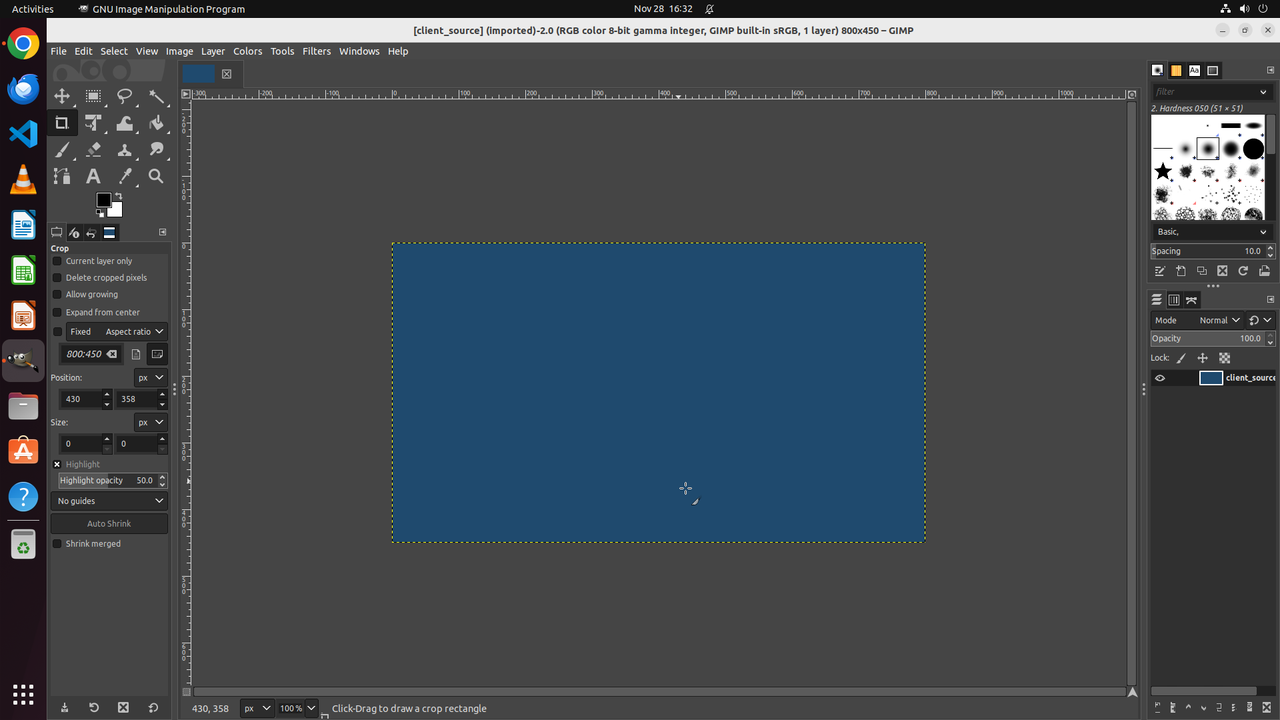 Activities
GNU Image Manipulation Program
Nov 28 16:32
[client_source] (imported)-2.0 (RGB color 8-bit gamma integer, GIMP built-in sRGB, 1 layer) 800x450 – GIMP
File Edit Select View Image Layer Colors Tools Filters Windows Help
filter
2. Hardness 050 (51 × 51)
Basic,
Spacing 10.0
Mode Normal
Opacity 100.0
Lock:
client_source
Crop
Current layer only
Delete cropped pixels
Allow growing
Expand from center
Fixed Aspect ratio
800:450
Position: px
430 358
Size: px
0 0
Highlight
Highlight opacity 50.0
No guides
Auto Shrink
Shrink merged
430, 358 px 100 % Click-Drag to draw a crop rectangle